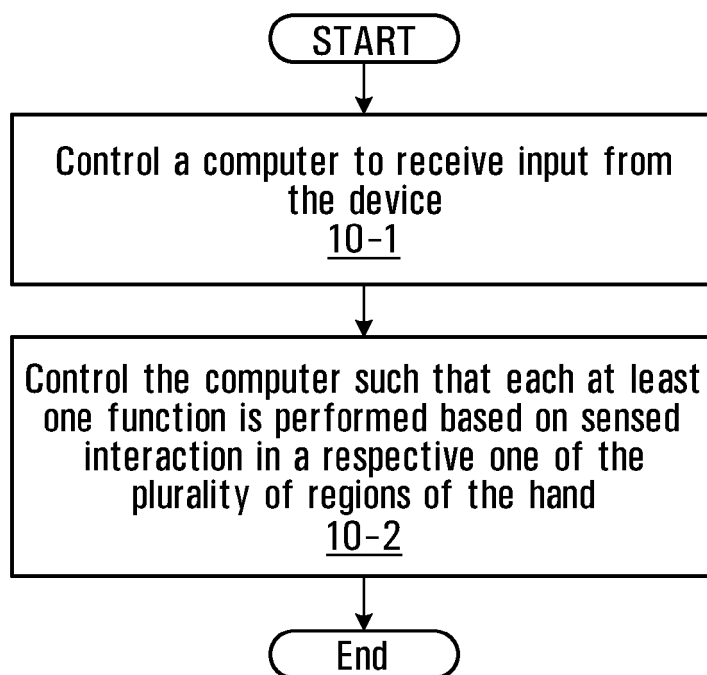 START
Control a computer to receive input from
the device
10-1
Control the computer such that each at least
one function is performed based on sensed
interaction in a respective one of the
plurality of regions of the hand
10-2
End